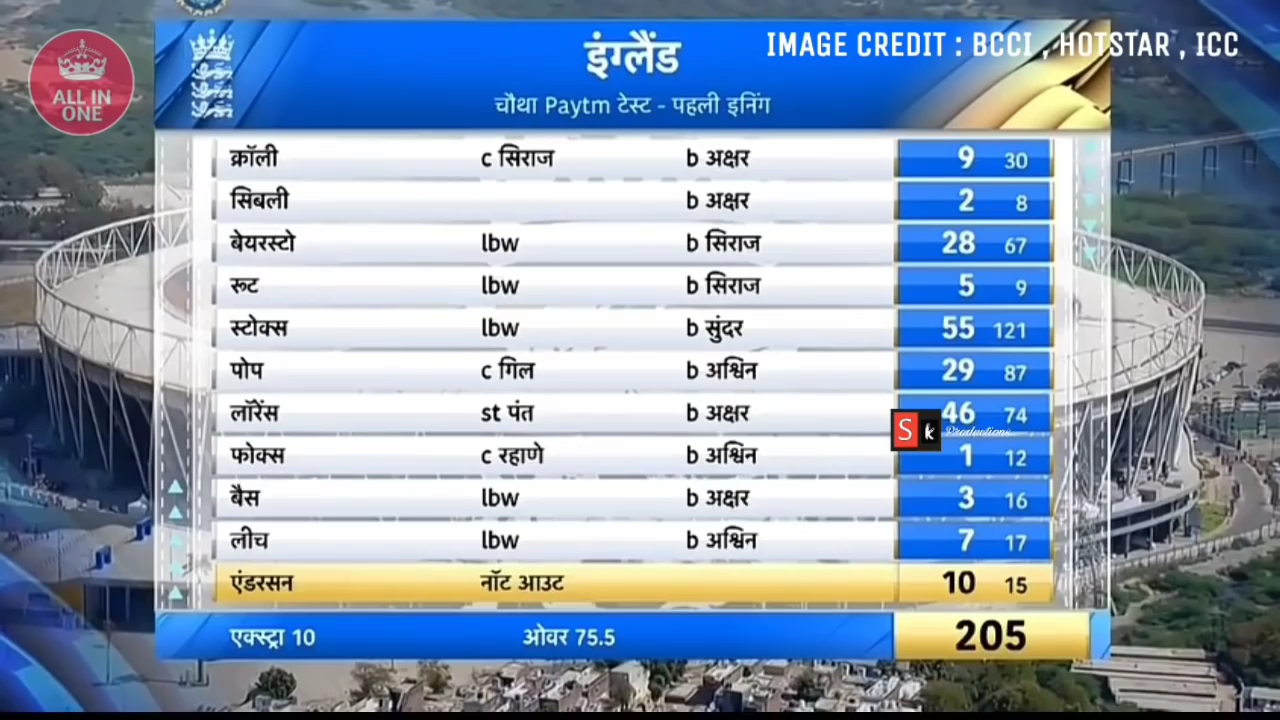 ALL IN
ONE
IMAGE CREDIT : BCCI , HOTSTAR , ICC
इंग्लैंड
चौथा Paytm टेस्ट - पहली इनिंग
क्रॉली c सिराज b अक्षर 9 30
सिबली b अक्षर 2 8
बेयरस्टो lbw b सिराज 28 67
रूट lbw b सिराज 5 9
स्टोक्स lbw b सुंदर 55 121
पोप c गिल b अश्विन 29 87
लॉरेंस st पंत b अक्षर 46 74
S k Productions
फोक्स c रहाणे b अश्विन 1 12
बैस lbw b अक्षर 3 16
लीच lbw b अश्विन 7 17
एंडरसन नॉट आउट 10 15
एक्स्ट्रा 10 ओवर 75.5 205